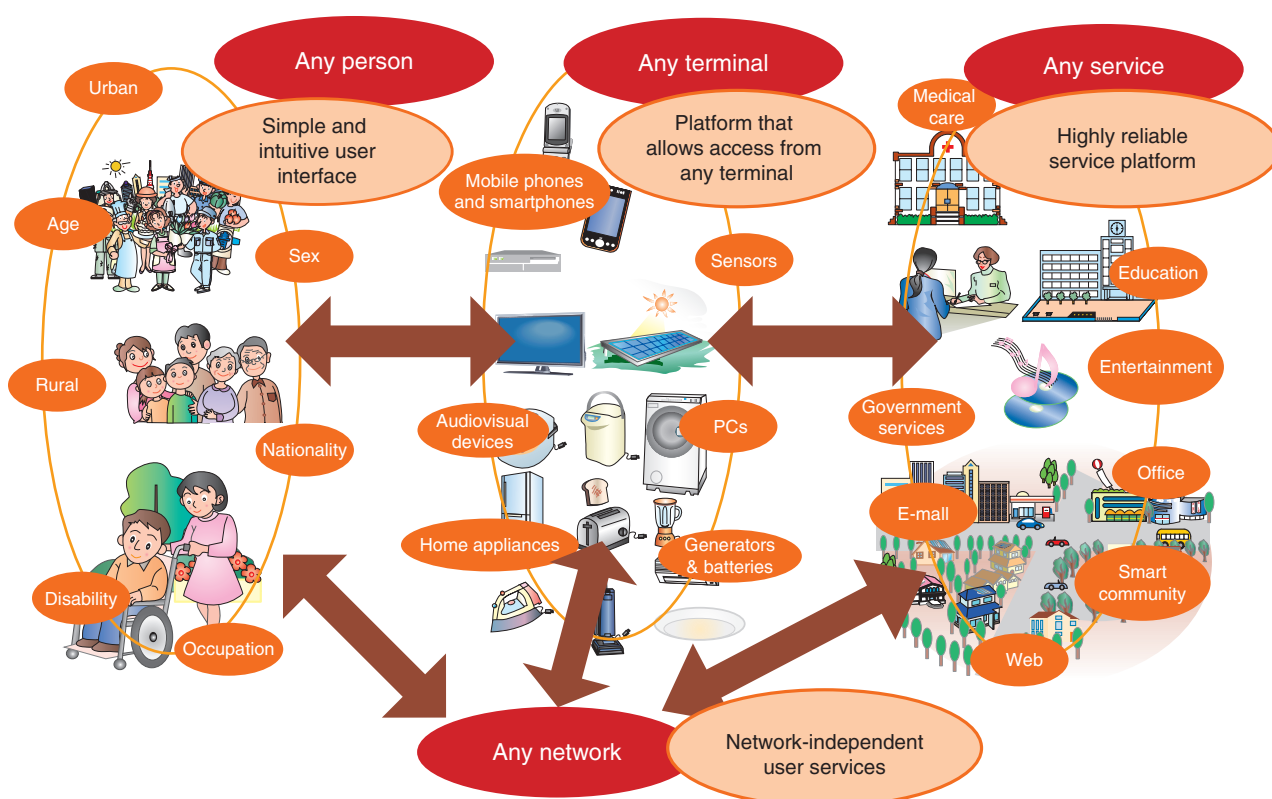 Any person
Simple and
intuitive user
interface
Urban
Age
Sex
Rural
Nationality
Disability
Occupation
Any terminal
Platform that
allows access from
any terminal
Mobile phones
and smartphones
Sensors
Audiovisual
devices
PCs
Home appliances
Generators
& batteries
Any service
Highly reliable
service platform
Medical
care
Education
Entertainment
Government
services
Office
E-mall
Smart
community
Web
Any network
Network-independent
user services